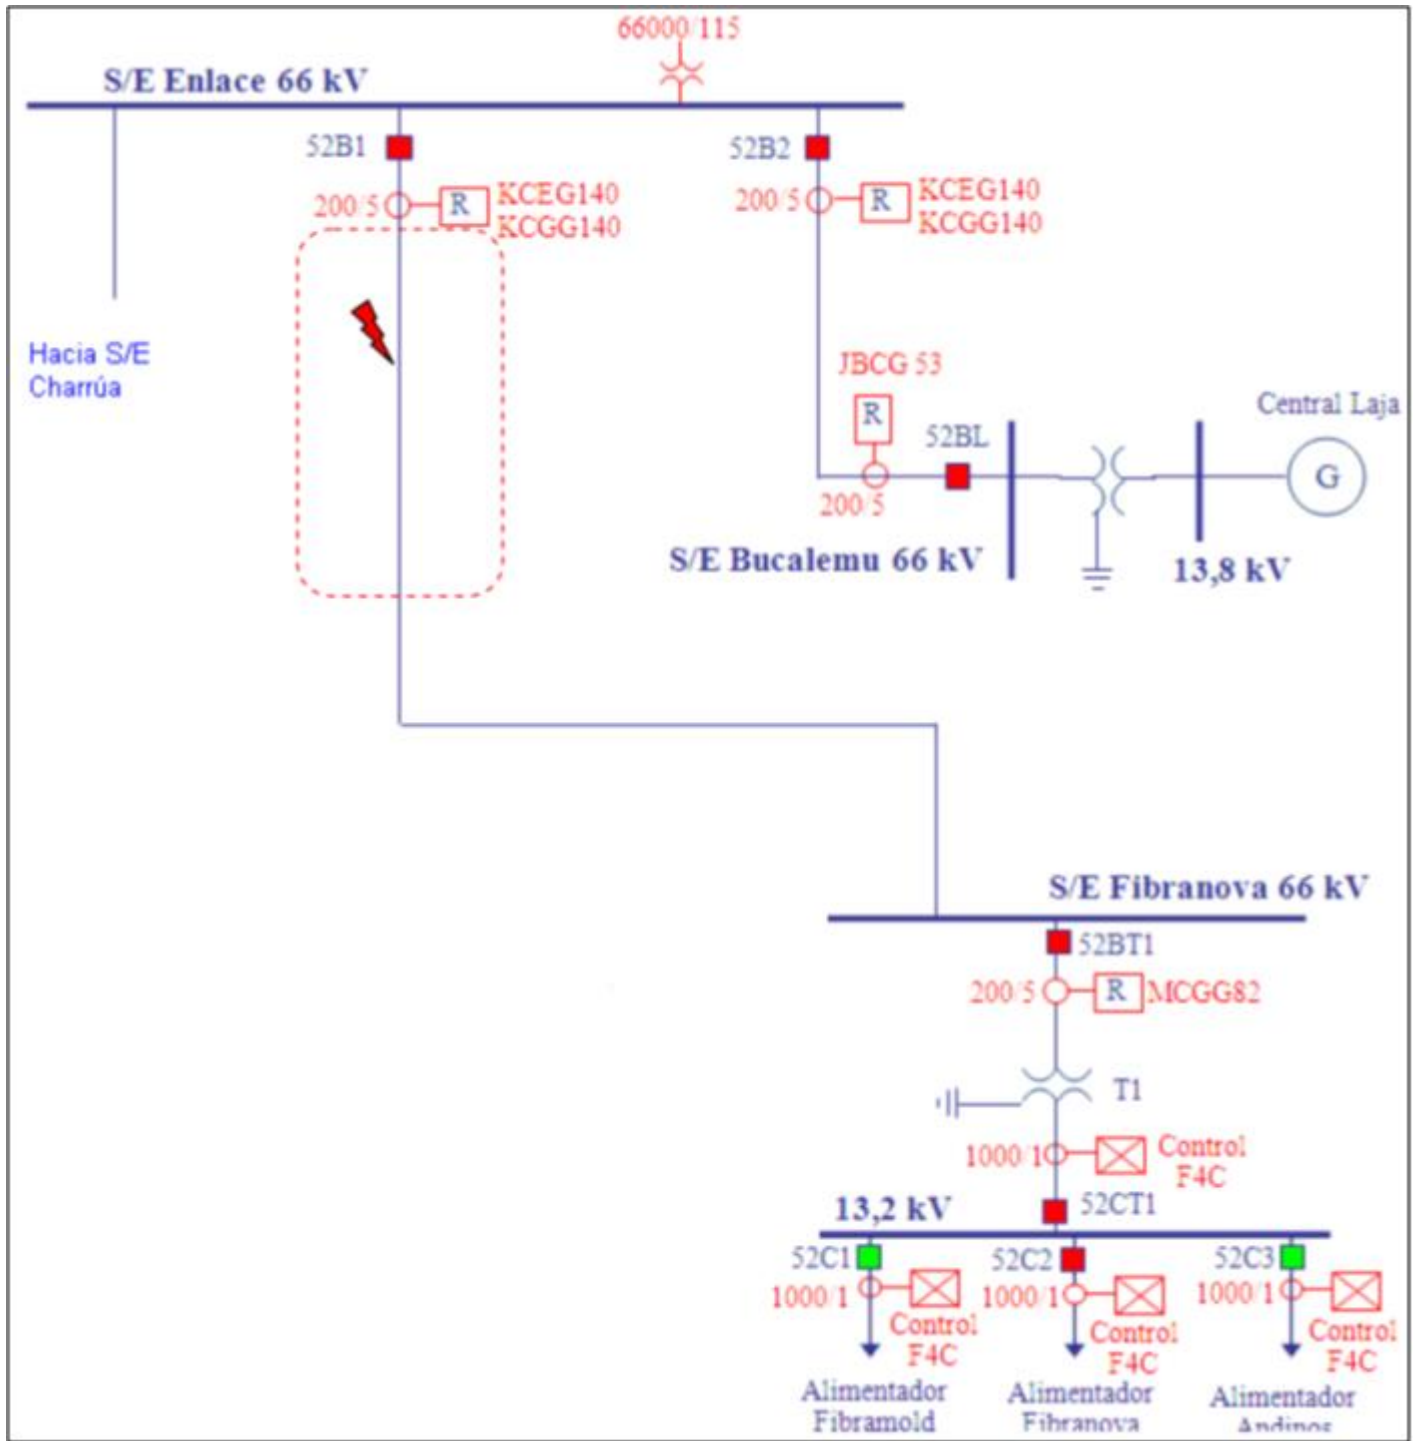 66000/115
S/E Enlace 66 kV
52B1
52B2
200/5
R
KCEG140
KCGG140
200/5
R
KCEG140
KCGG140
Hacia S/E
Charrúa
JBCG 53
R
52BL
200/5
Central Laja
G
S/E Bucalemu 66 kV
13,8 kV
S/E Fibranova 66 kV
52BT1
200/5
R
MCGG82
T1
1000/1
Control
F4C
13,2 kV
52CT1
52C1
52C2
52C3
1000/1
1000/1
1000/1
Control
F4C
Control
F4C
Control
F4C
Alimentador
Fibramold
Alimentador
Fibranova
Alimentador
Andinos